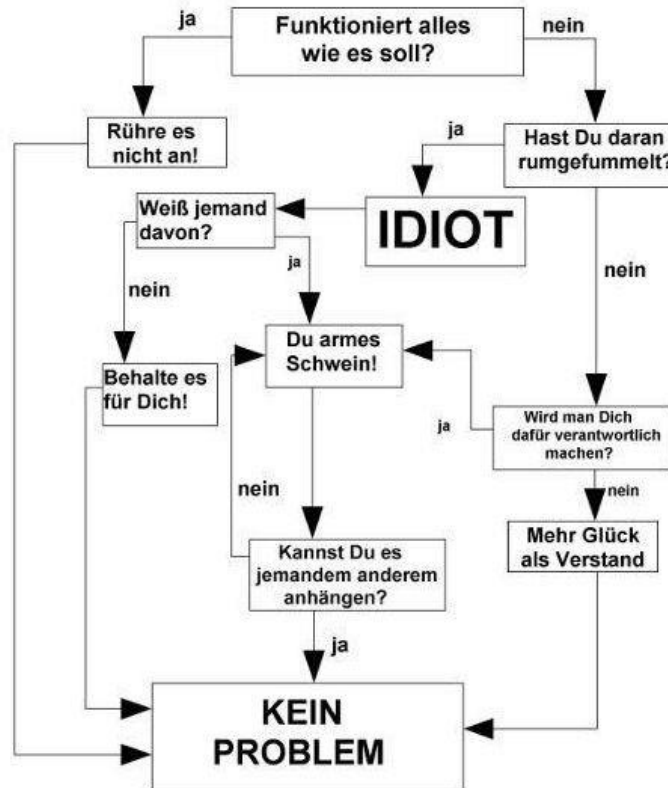 Funktioniert alles
wie es soll?
ja
nein
Rühre es
nicht an!
ja
Hast Du daran
rumgefummelt?
Weiß jemand
davon?
IDIOT
nein
ja
nein
Du armes
Schwein!
Behalte es
für Dich!
ja
Wird man Dich
dafür verantwortlich
machen?
nein
nein
Mehr Glück
als Verstand
Kannst Du es
jemandem anderem
anhängen?
ja
KEIN
PROBLEM